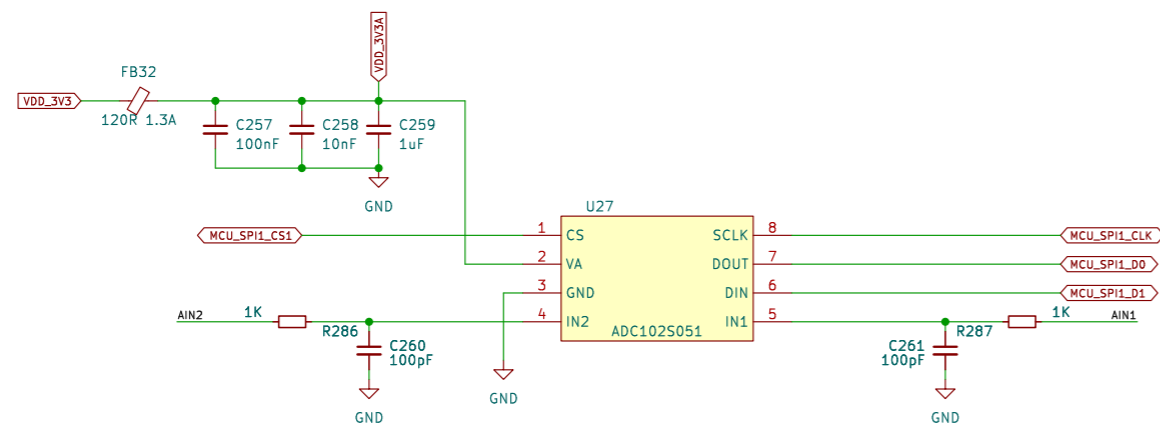 VDD_3V3A
FB32
VDD_3V3
120R 1.3A
C257
100nF
C258
10nF
C259
1uF
GND
U27
MCU_SPI1_CS1
1
CS
SCLK
8
MCU_SPI1_CLK
2
VA
DOUT
7
MCU_SPI1_D0
3
GND
DIN
6
MCU_SPI1_D1
AIN2
1K
R286
4
IN2
ADC102S051
IN1
5
R287
1K
AIN1
C260
100pF
C261
100pF
GND
GND
GND